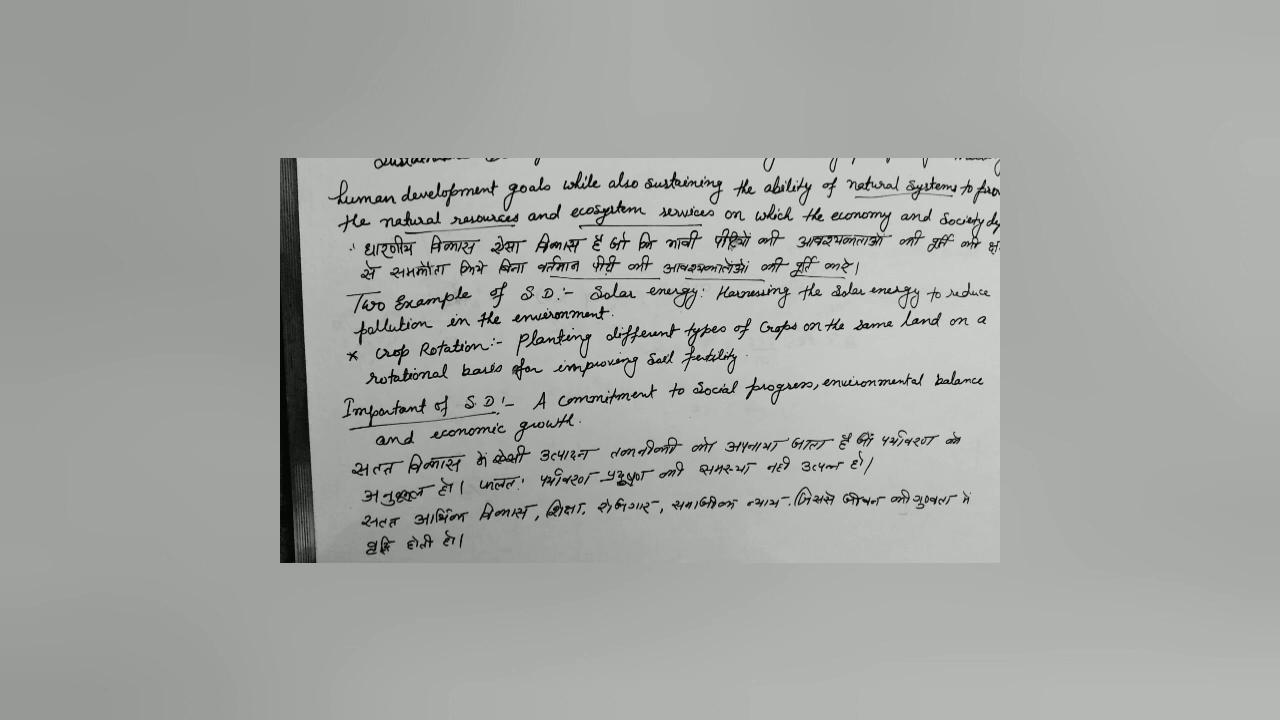 human development goals while also sustaining the ability of natural systems to
the natural resources and ecosystem services on which the economy and society
धारणीय विकास ऐसा विकास है जो कि भावी पीढ़ियों की आवश्यकताओं की पूर्ति की
से समझौता किये बिना वर्तमान पीढ़ी की आवश्यकताओं की पूर्ति करे।
Two Example of S.D.:- Solar energy: Harnessing the solar energy to reduce
pollution in the environment.
* Crop Rotation:- Planting different types of Crops on the same land on a
rotational basis for improving soil fertility.
Important of S.D!- A commitment to social progress, environmental balance
and economic growth.
सतत विकास में ऐसी उत्पादन तकनीकी को अपनाया जाता है जो पर्यावरण के
अनुकूल हो। फलत: पर्यावरण प्रदुषण की समस्या नही उत्पन्न हो।
सतत आर्थिक विकास, शिक्षा, रोजगार, समाजीक न्याय. जिससे जीवन की गुणवता में
वृद्धि होती हो।